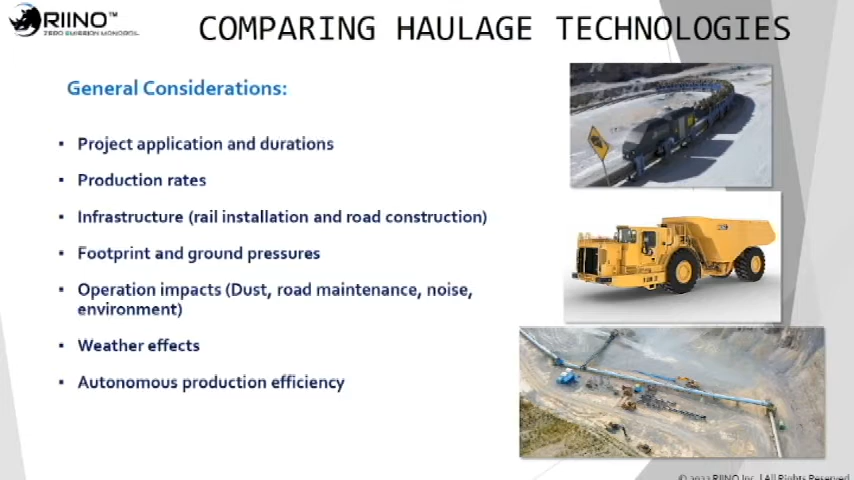 RIINO™
ZERO EMISSION MONORAIL
COMPARING HAULAGE TECHNOLOGIES
General Considerations:
▪ Project application and durations
▪ Production rates
▪ Infrastructure (rail installation and road construction)
▪ Footprint and ground pressures
▪ Operation impacts (Dust, road maintenance, noise,
environment)
▪ Weather effects
▪ Autonomous production efficiency
RIINO Inc. | All Rights Reserved